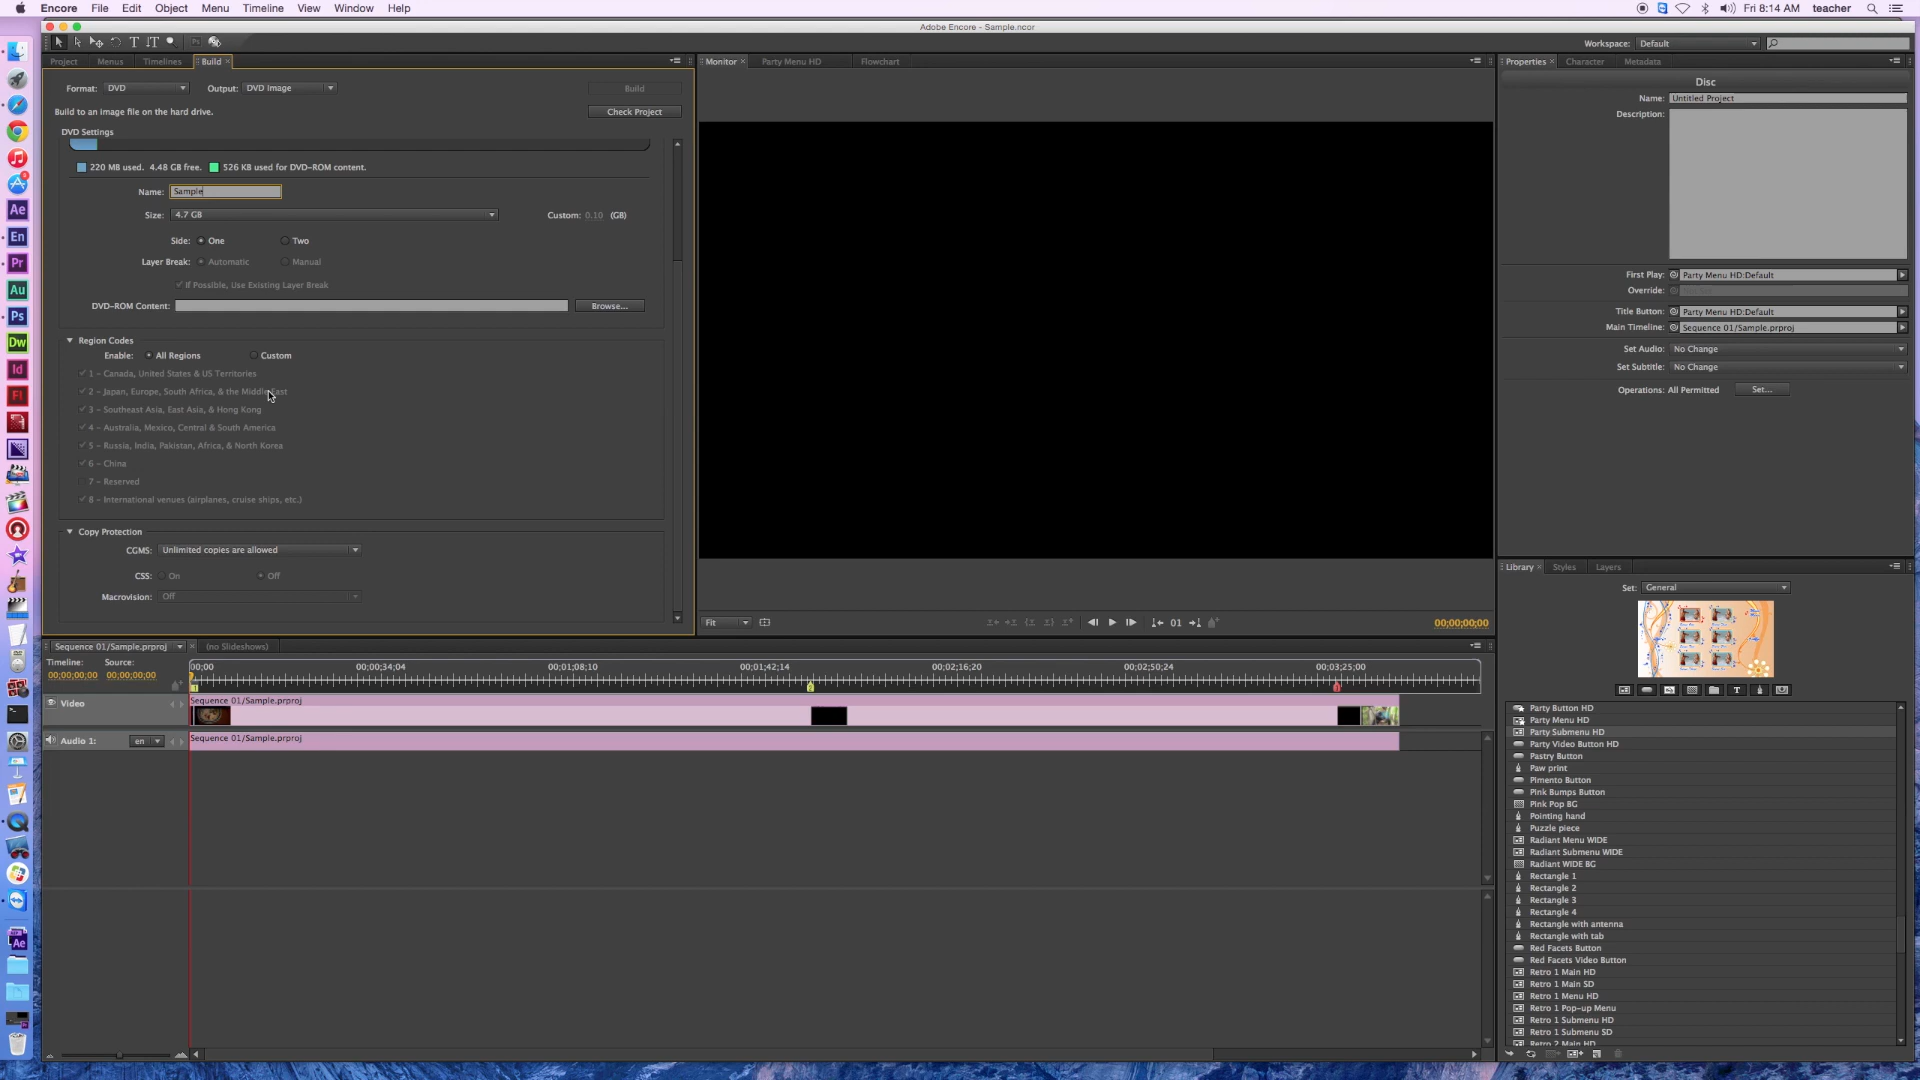 Encore File Edit Object Menu Timeline View Window Help
Fri 8:14 AM teacher
Adobe Encore - Sample.ncor
Workspace: Default
Project Menus Timelines Build
Monitor Party Menu HD Flowchart
Properties Character Metadata
Format: DVD Output: DVD Image Build
Build to an image file on the hard drive. Check Project
DVD Settings
220 MB used. 4.48 GB free. 526 KB used for DVD-ROM content.
Name: Sample
Size: 4.7 GB Custom: 0.10 (GB)
Side: One Two
Layer Break: Automatic Manual
If Possible, Use Existing Layer Break
DVD-ROM Content: Browse...
Region Codes
Enable: All Regions Custom
1 - Canada, United States & US Territories
2 - Japan, Europe, South Africa, & the Middle East
3 - Southeast Asia, East Asia, & Hong Kong
4 - Australia, Mexico, Central & South America
5 - Russia, India, Pakistan, Africa, & North Korea
6 - China
7 - Reserved
8 - International venues (airplanes, cruise ships, etc.)
Copy Protection
CGMS: Unlimited copies are allowed
CSS: On Off
Macrovision: Off
Fit 01 00;00;00;00
Disc
Name: Untitled Project
Description:
First Play: Party Menu HD:Default
Override: Not Set
Title Button: Party Menu HD:Default
Main Timeline: Sequence 01/Sample.prproj
Set Audio: No Change
Set Subtitle: No Change
Operations: All Permitted Set...
Library Styles Layers
Set: General
Party Button HD
Party Menu HD
Party Submenu HD
Party Video Button HD
Pastry Button
Paw print
Pimento Button
Pink Bumps Button
Pink Pop BG
Pointing hand
Puzzle piece
Radiant Menu WIDE
Radiant Submenu WIDE
Radiant WIDE BG
Rectangle 1
Rectangle 2
Rectangle 3
Rectangle 4
Rectangle with antenna
Rectangle with tab
Red Facets Button
Red Facets Video Button
Retro 1 Main HD
Retro 1 Main SD
Retro 1 Menu HD
Retro 1 Pop-up Menu
Retro 1 Submenu HD
Retro 1 Submenu SD
Retro 2 Main HD
Sequence 01/Sample.prproj (no Slideshows)
Timeline: Source:
00;00;00;00 00;00;00;00
00;00 00;00;34;04 00;01;08;10 00;01;42;14 00;02;16;20 00;02;50;24 00;03;25;00
Video Sequence 01/Sample.prproj
Audio 1: en Sequence 01/Sample.prproj
Ae
En
Pr
Au
Ps
Dw
Id
Fl
Ae